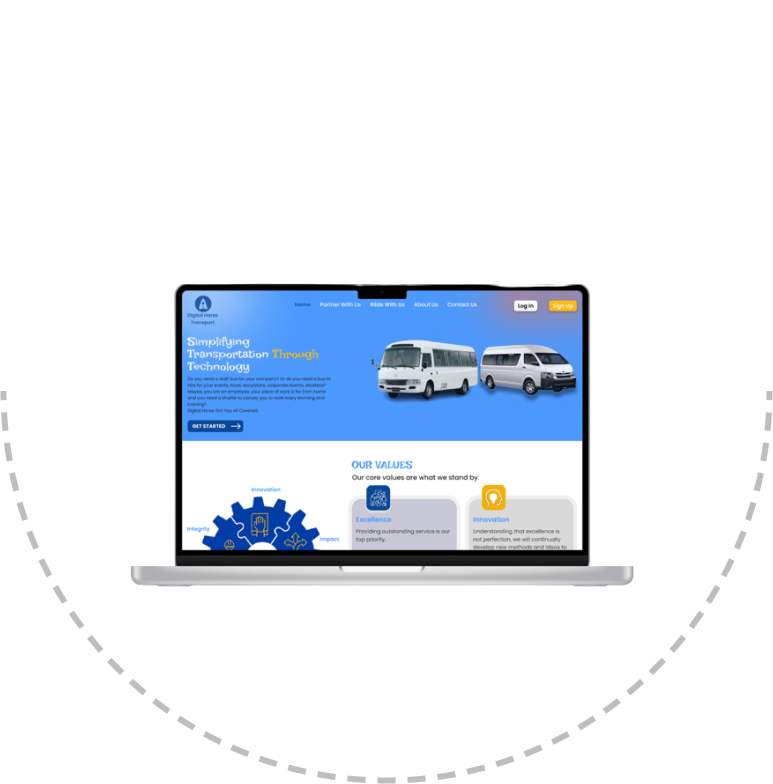 Digital Horse
Transport
Home
Partner With Us
Ride With Us
About Us
Contact Us
Log In
Sign Up
Simplifying
Transportation Through
Technology
Do you need a staff bus for your company? Or do you need a bus to
hire for your events, tours, excursions, corporate events, etcetera?
Maybe, you are an employee, your place of work is far from home
and you need a shuttle to convey you to work every morning and
evening?
Digital Horse Got You All Covered!
GET STARTED
OUR VALUES
Our core values are what we stand by
Innovation
Integrity
Impact
Excellence
Providing outstanding service is our
top priority.
Innovation
Understanding that excellence is
not perfection, we will continually
develop new methods and ideas to